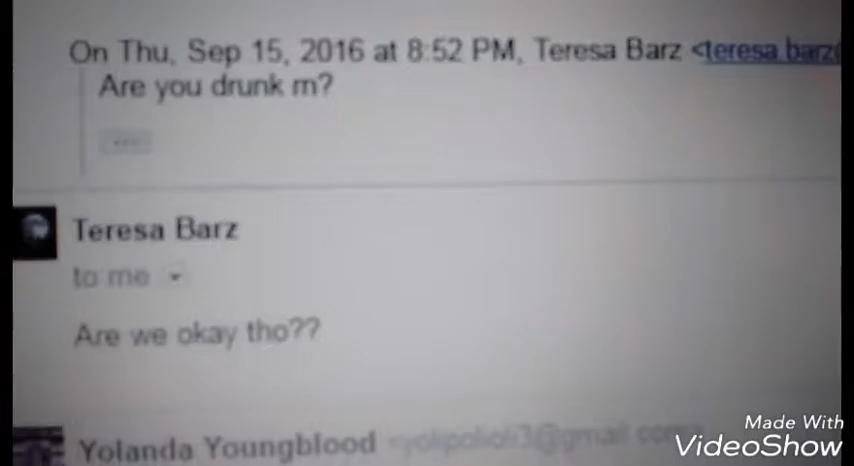 On Thu, Sep 15, 2016 at 8:52 PM, Teresa Barz <teresa.barz
Are you drunk rn?
Teresa Barz
to me
Are we okay tho??
Yolanda Youngblood
Made With
VideoShow